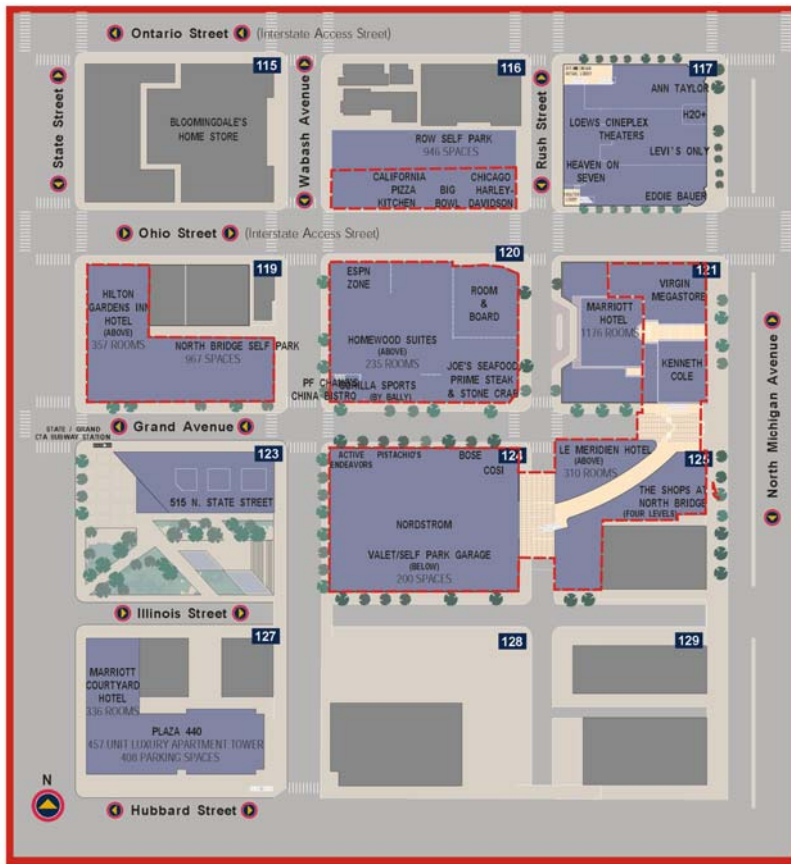 Ontario Street (Interstate Access Street)
State Street
Wabash Avenue
Rush Street
115
BLOOMINGDALE'S
HOME STORE
116
ROW SELF PARK
946 SPACES
CALIFORNIA
PIZZA
KITCHEN
BIG
BOWL
CHICAGO
HARLEY-
DAVIDSON
117
ANN TAYLOR
H2O+
LOEWS CINEPLEX
THEATERS
LEVI'S ONLY
HEAVEN ON
SEVEN
EDDIE BAUER
Ohio Street (Interstate Access Street)
119
HILTON
GARDENS INN
HOTEL
(ABOVE)
357 ROOMS
NORTH BRIDGE SELF PARK
967 SPACES
120
ESPN
ZONE
ROOM
&
BOARD
HOMEWOOD SUITES
(ABOVE)
235 ROOMS
PF CHANG'S
CHINA BISTRO
GORILLA SPORTS
(BY BALLY)
JOE'S SEAFOOD
PRIME STEAK
& STONE CRAB
121
VIRGIN
MEGASTORE
MARRIOTT
HOTEL
1176 ROOMS
KENNETH
COLE
North Michigan Avenue
Grand Avenue
STATE / GRAND
CTA SUBWAY STATION
123
515 N. STATE STREET
124
ACTIVE
ENDEAVORS
PISTACHIO'S
BOSE
COSI
NORDSTROM
VALET/SELF PARK GARAGE
(BELOW)
200 SPACES
125
LE MERIDIEN HOTEL
(ABOVE)
310 ROOMS
THE SHOPS AT
NORTH BRIDGE
(FOUR LEVELS)
Illinois Street
127
MARRIOTT
COURTYARD
HOTEL
336 ROOMS
PLAZA 440
457 UNIT LUXURY APARTMENT TOWER
408 PARKING SPACES
128
129
N
Hubbard Street